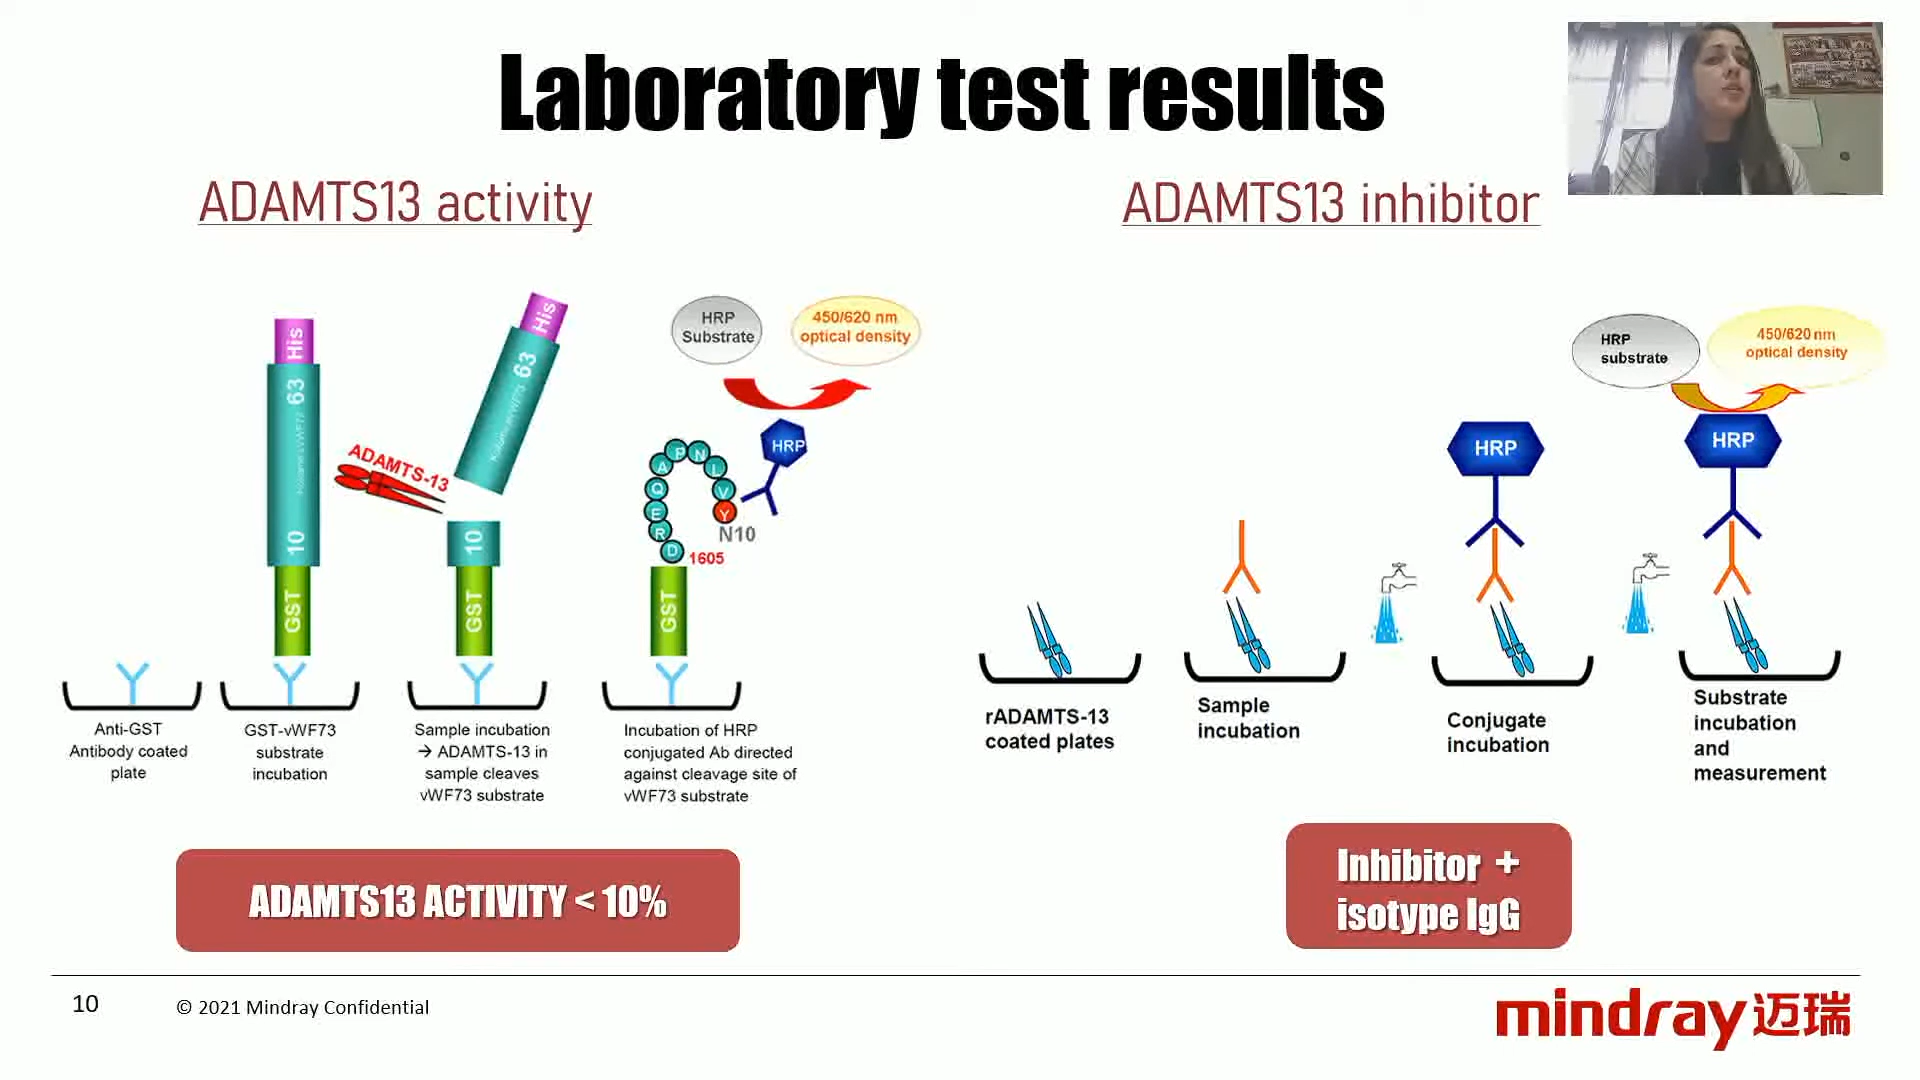 Laboratory test results
ADAMTS13 activity
His
63
10
GST
ADAMTS-13
His
63
10
GST
HRP
Substrate
450/620 nm
optical density
HRP
A P N L V Y
Q E R D
N10
1605
GST
Anti-GST
Antibody coated
plate
GST-vWF73
substrate
incubation
Sample incubation
→ ADAMTS-13 in
sample cleaves
vWF73 substrate
Incubation of HRP
conjugated Ab directed
against cleavage site of
vWF73 substrate
ADAMTS13 ACTIVITY < 10%
ADAMTS13 inhibitor
HRP
substrate
450/620 nm
optical density
HRP
HRP
rADAMTS-13
coated plates
Sample
incubation
Conjugate
incubation
Substrate
incubation
and
measurement
Inhibitor +
isotype IgG
10
© 2021 Mindray Confidential
mindray迈瑞